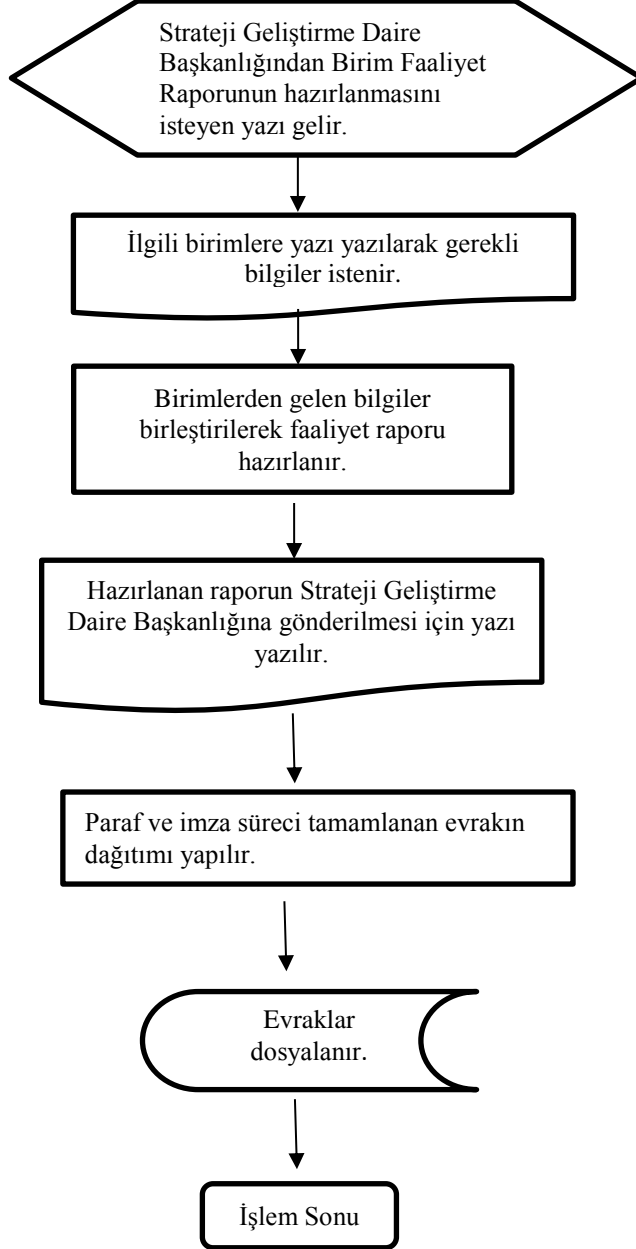 Strateji Geliştirme Daire
Başkanlığından Birim Faaliyet
Raporunun hazırlanmasını
isteyen yazı gelir.
İlgili birimlere yazı yazılarak gerekli
bilgiler istenir.
Birimlerden gelen bilgiler
birleştirilerek faaliyet raporu
hazırlanır.
Hazırlanan raporun Strateji Geliştirme
Daire Başkanlığına gönderilmesi için yazı
yazılır.
Paraf ve imza süreci tamamlanan evrakın
dağıtımı yapılır.
Evraklar
dosyalanır.
İşlem Sonu